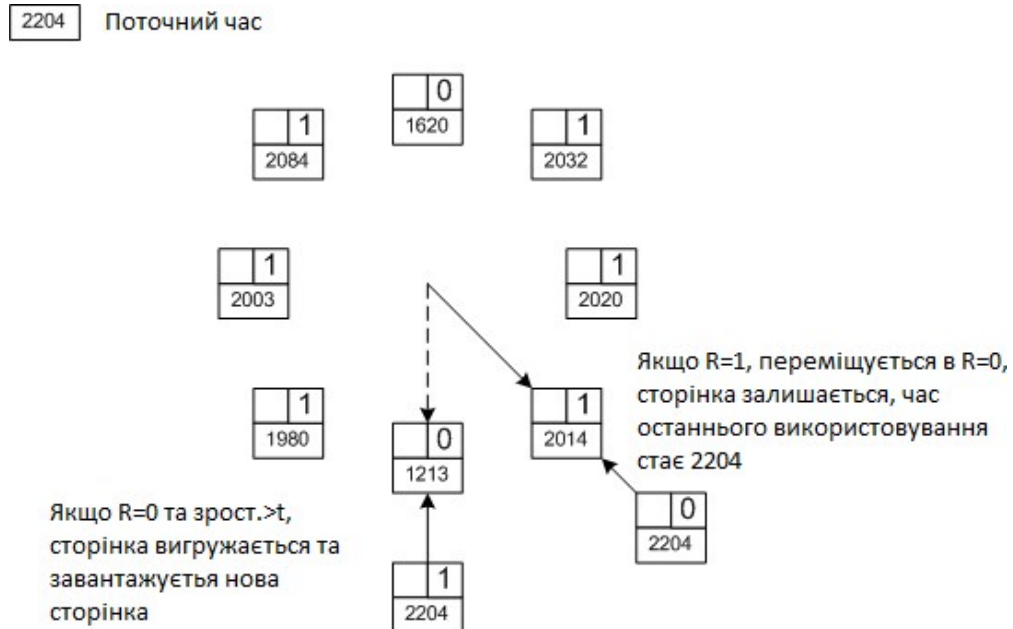 2204 Поточний час
0
1620
1
2084
1
2032
1
2003
1
2020
Якщо R=1, переміщується в R=0,
сторінка залишається, час
останнього використовування
стає 2204
1
1980
0
1213
1
2014
0
2204
Якщо R=0 та зрост.>t,
сторінка вигружається та
завантажуєтья нова
сторінка
1
2204